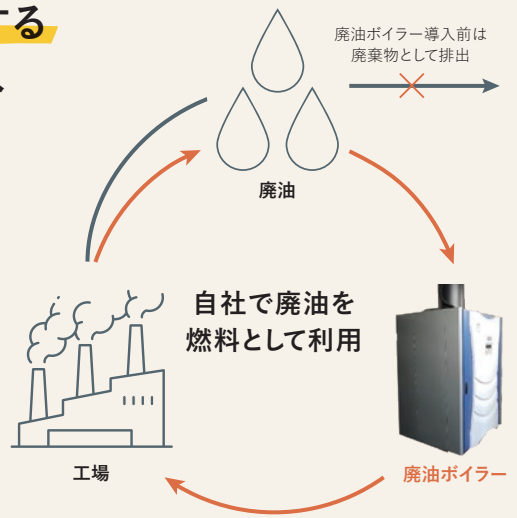 する
廃油ボイラー導入前は
廃棄物として排出
廃油
自社で廃油を
燃料として利用
工場
廃油ボイラー